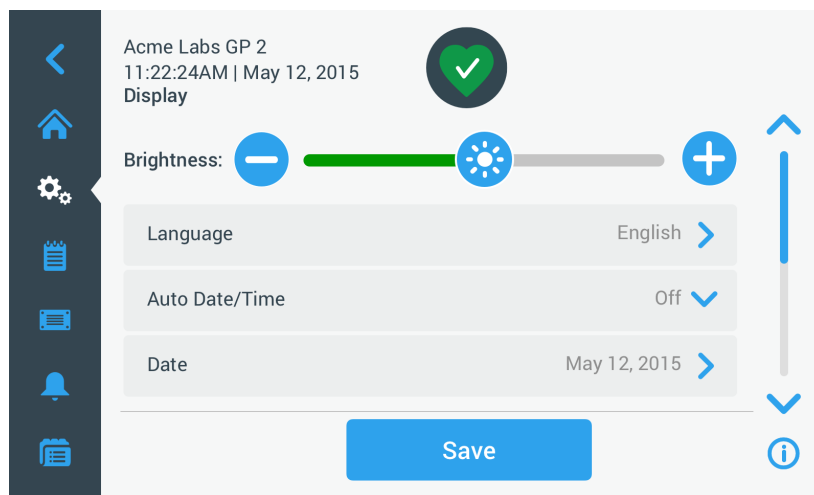 Acme Labs GP 2
11:22:24AM | May 12, 2015
Display
Brightness:
Language English
Auto Date/Time Off
Date May 12, 2015
Save